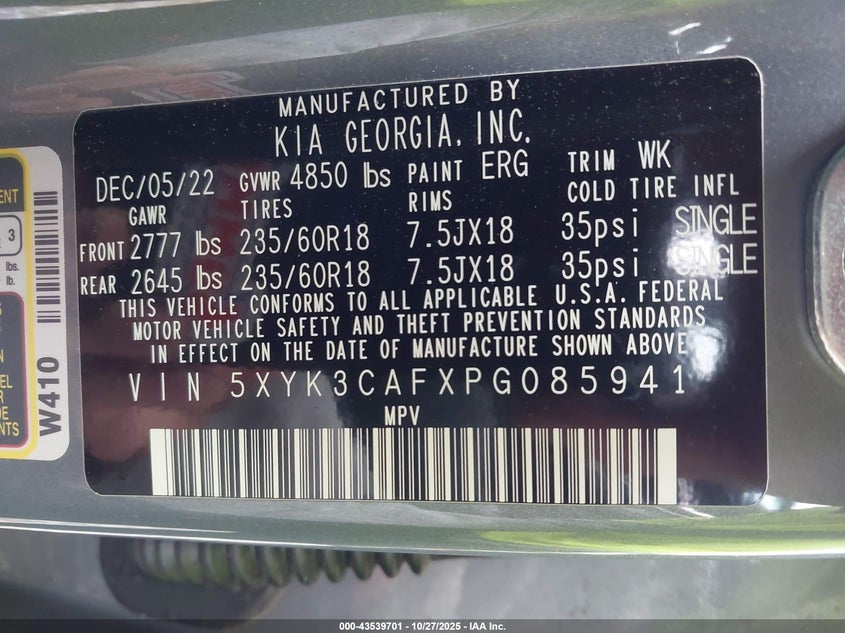 MANUFACTURED BY
KIA GEORGIA, INC.
DEC/05/22 GVWR 4850 lbs PAINT ERG TRIM WK
GAWR TIRES RIMS COLD TIRE INFL
FRONT 2777 lbs 235/60R18 7.5JX18 35psi SINGLE
REAR 2645 lbs 235/60R18 7.5JX18 35psi SINGLE
THIS VEHICLE CONFORMS TO ALL APPLICABLE U.S.A. FEDERAL
MOTOR VEHICLE SAFETY AND THEFT PREVENTION STANDARDS
IN EFFECT ON THE DATE OF MANUFACTURE SHOWN ABOVE
VIN 5XYK3CAFXPG085941
MPV
3
lbs.
lb.
W410
000-43539701 | 10/27/2025 | IAA Inc.